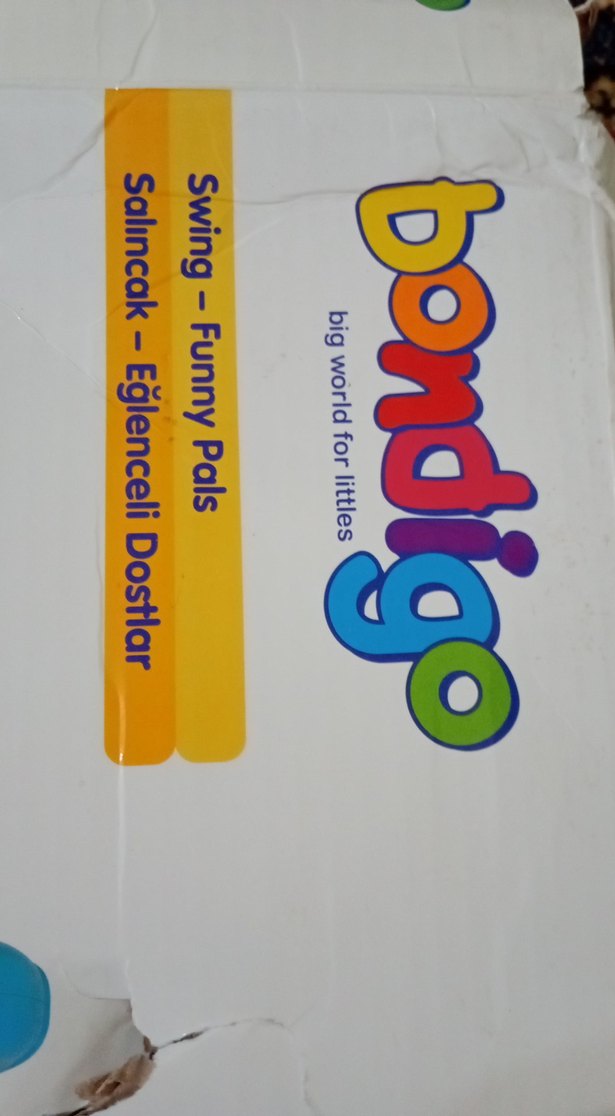 bondigo
big world for littles
Swing – Funny Pals
Salıncak – Eğlenceli Dostlar